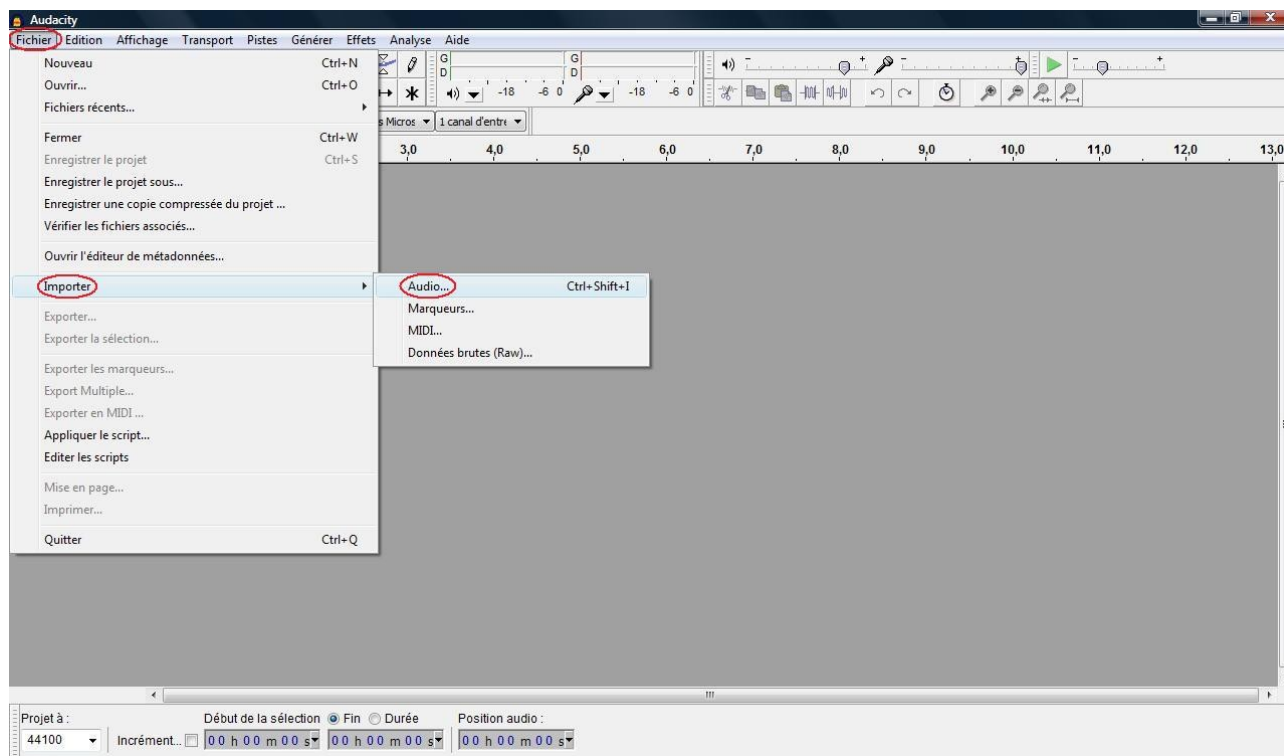 Audacity
Fichier Edition Affichage Transport Pistes Générer Effets Analyse Aide
Nouveau Ctrl+N
Ouvrir... Ctrl+O
Fichiers récents...
Fermer Ctrl+W
Enregistrer le projet Ctrl+S
Enregistrer le projet sous...
Enregistrer une copie compressée du projet ...
Vérifier les fichiers associés...
Ouvrir l'éditeur de métadonnées...
Importer
Exporter...
Exporter la sélection...
Exporter les marqueurs...
Export Multiple...
Exporter en MIDI ...
Appliquer le script...
Editer les scripts
Mise en page...
Imprimer...
Quitter Ctrl+Q
Audio... Ctrl+Shift+I
Marqueurs...
MIDI...
Données brutes (Raw)...
G G
D D
-18 -6 0 -18 -6 0
s Micros 1 canal d'entre
3,0 4,0 5,0 6,0 7,0 8,0 9,0 10,0 11,0 12,0 13,0
Projet à : Début de la sélection Fin Durée Position audio :
44100 Incrément... 00 h 00 m 00 s 00 h 00 m 00 s 00 h 00 m 00 s